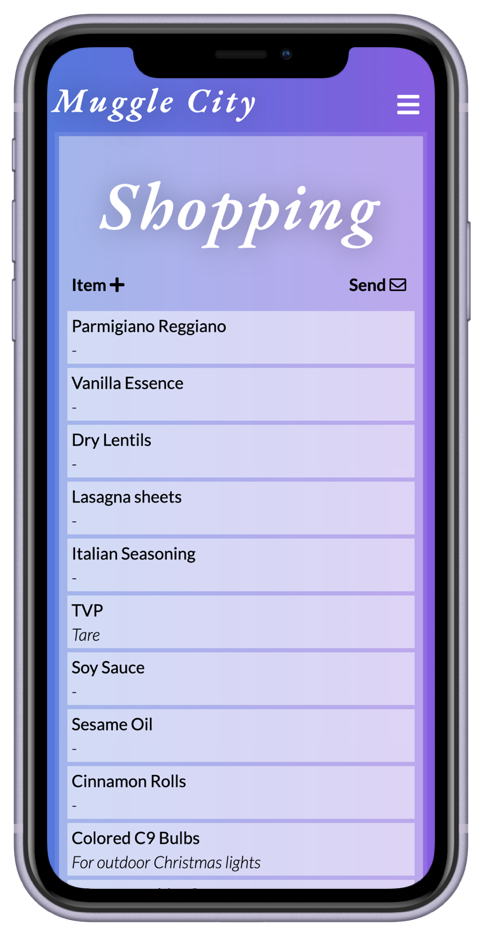 Muggle City
Shopping
Item
Send
Parmigiano Reggiano
-
Vanilla Essence
-
Dry Lentils
-
Lasagna sheets
-
Italian Seasoning
-
TVP
Tare
Soy Sauce
-
Sesame Oil
-
Cinnamon Rolls
-
Colored C9 Bulbs
For outdoor Christmas lights